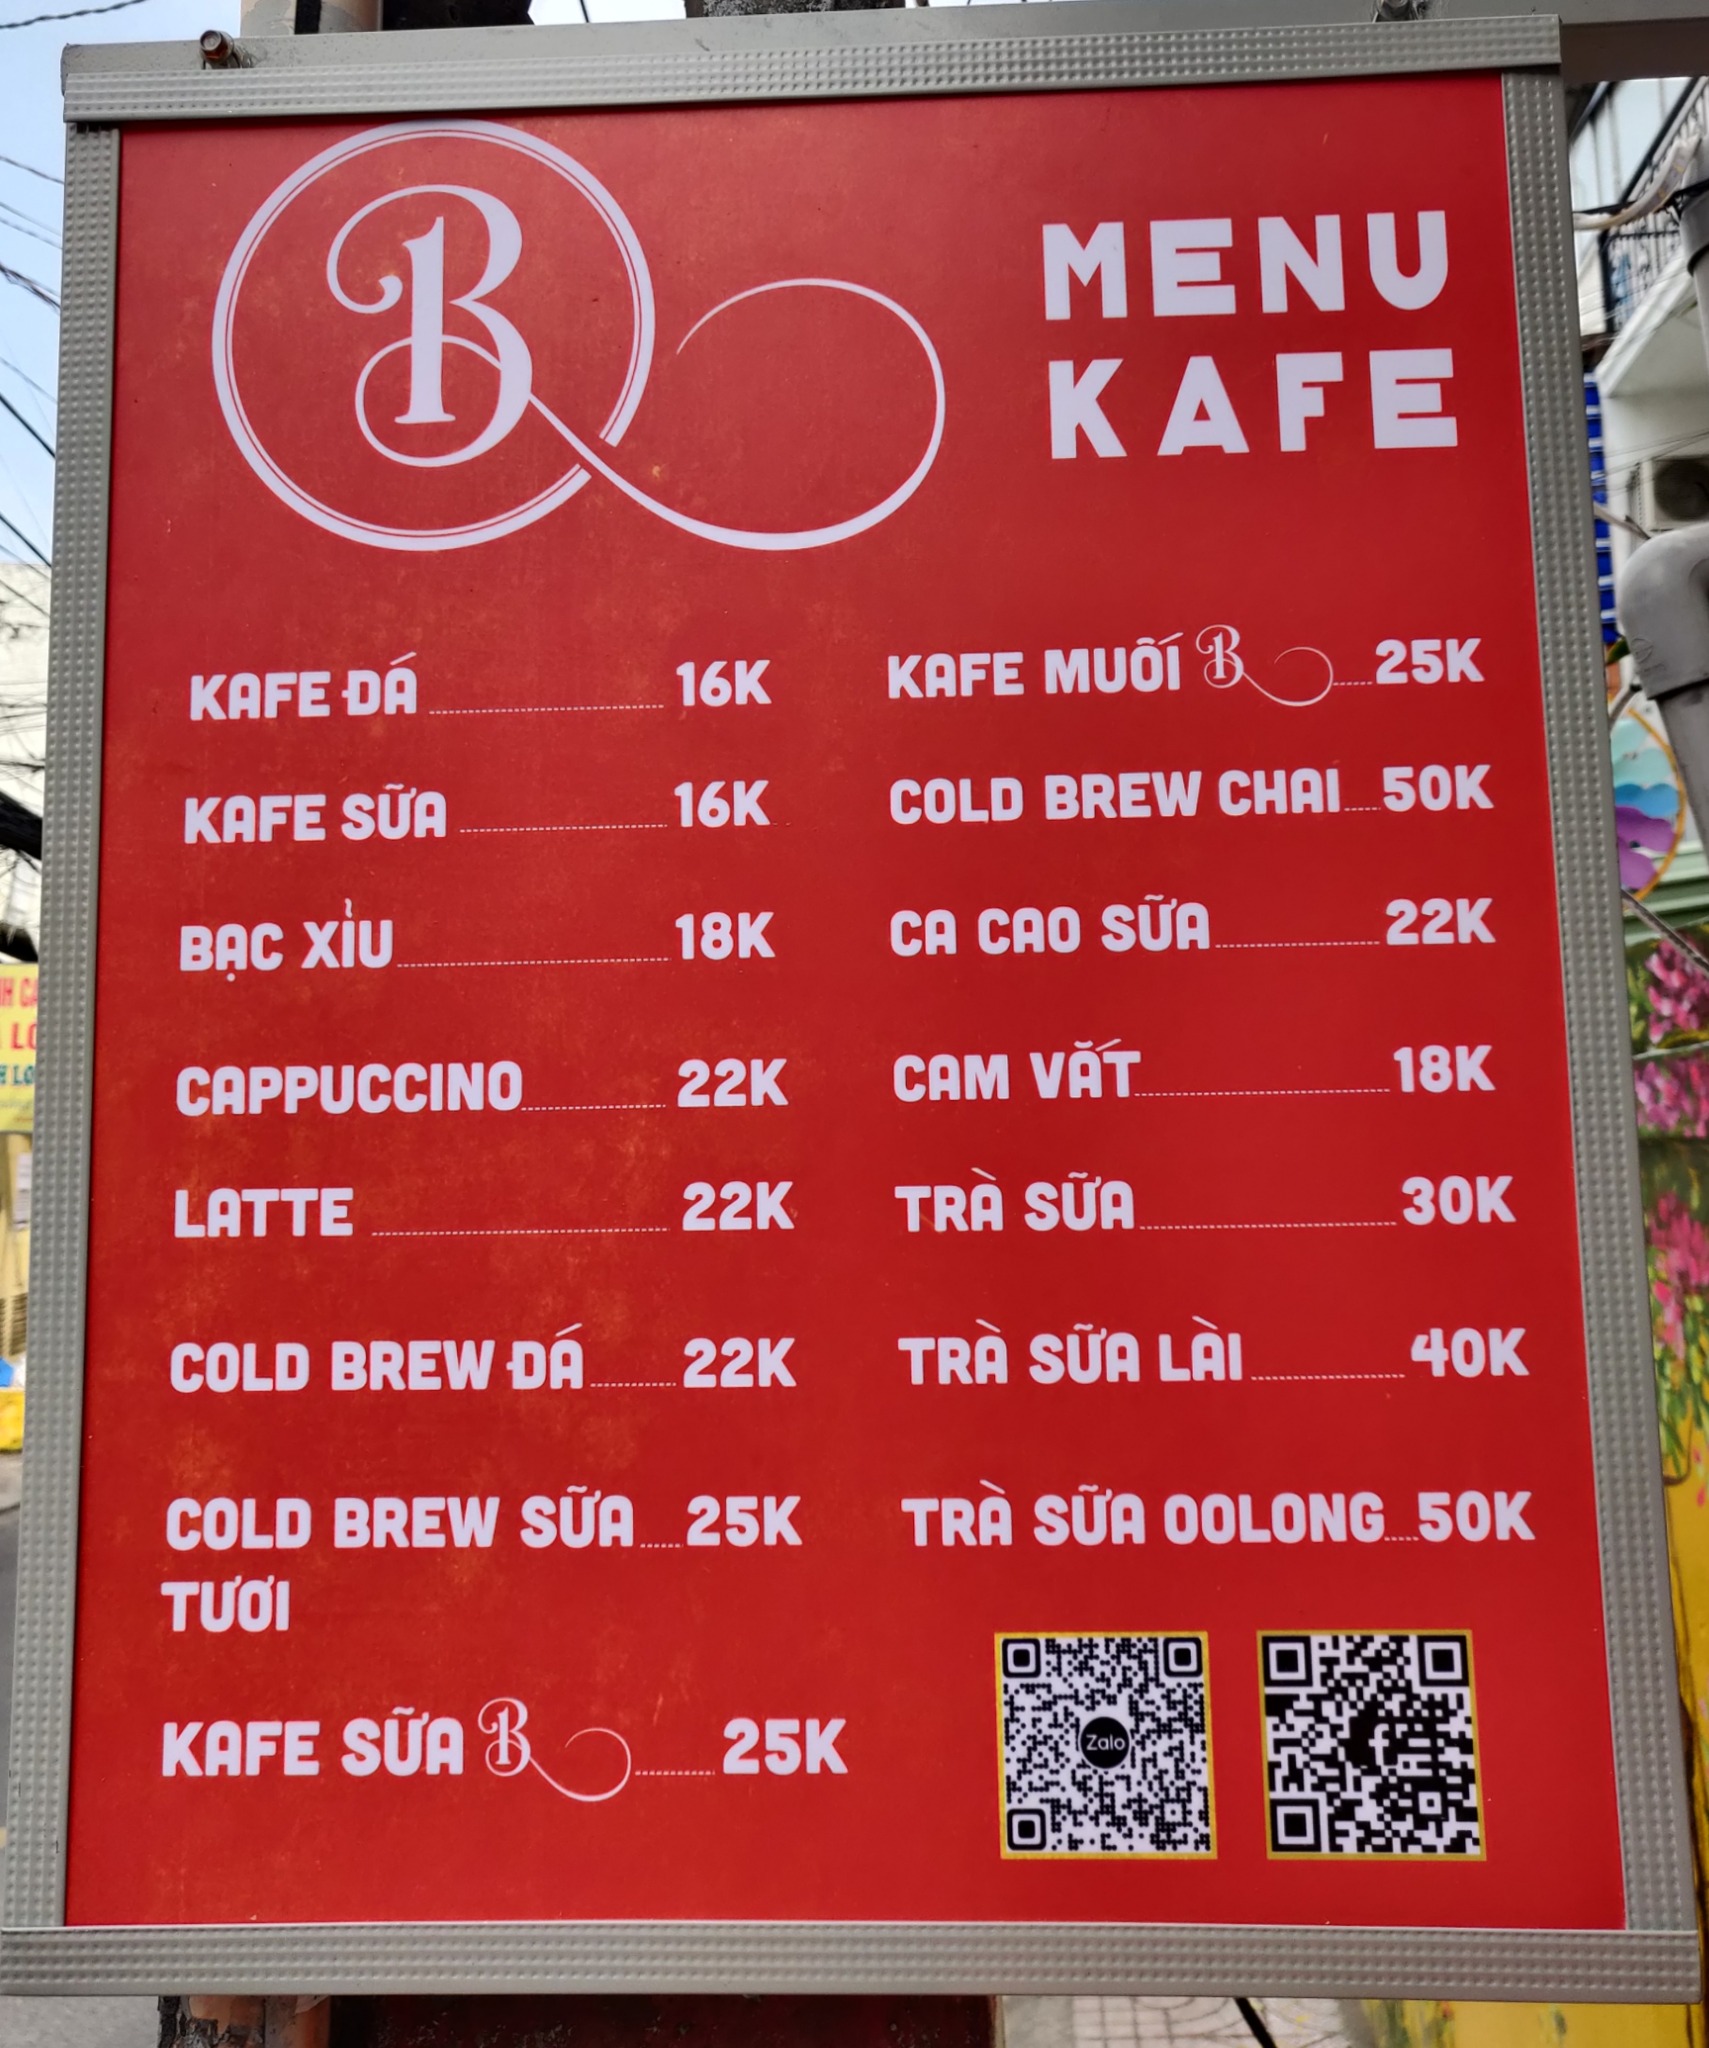 B
MENU
KAFE
KAFE ĐÁ 16K
KAFE SỮA 16K
BẠC XỈU 18K
CAPPUCCINO 22K
LATTE 22K
COLD BREW ĐÁ 22K
COLD BREW SỮA 25K
TƯƠI
KAFE SỮA B 25K
KAFE MUỐI B 25K
COLD BREW CHAI 50K
CA CAO SỮA 22K
CAM VẮT 18K
TRÀ SỮA 30K
TRÀ SỮA LÀI 40K
TRÀ SỮA OOLONG 50K
Zalo
f